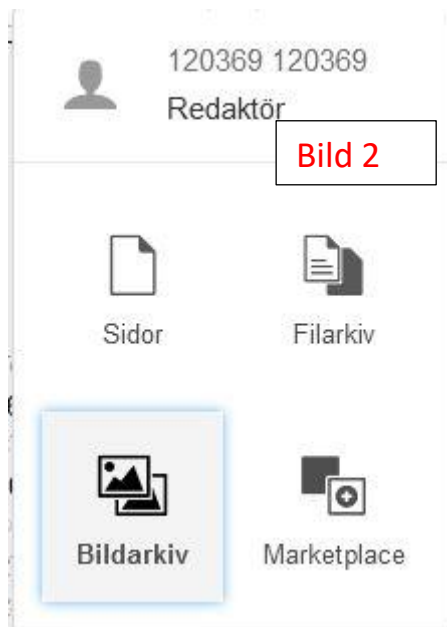 120369 120369
Redaktör
Bild 2
Sidor
Filarkiv
Bildarkiv
Marketplace